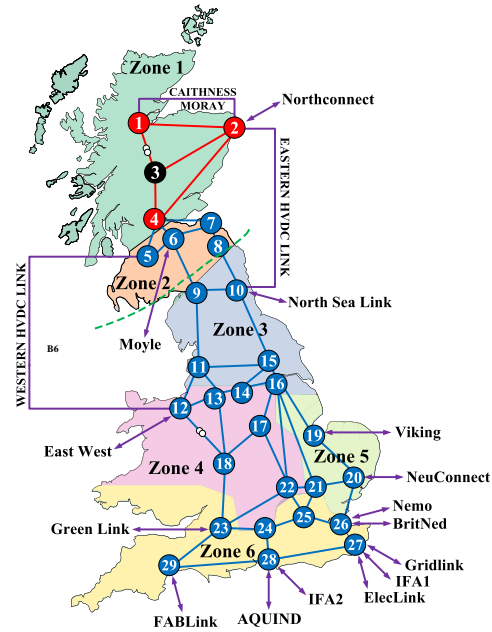 Zone 1
CAITHNESS
MORAY
Northconnect
1
2
3
EASTERN HVDC LINK
4
7
6
8
5
Zone 2
9
10
North Sea Link
WESTERN HVDC LINK
Moyle
Zone 3
B6
11
15
16
13
14
12
East West
17
19
Viking
Zone 5
Zone 4
18
20
NeuConnect
22
21
Nemo
25
26
BritNed
Green Link
23
24
27
Gridlink
Zone 6
28
IFA1
29
ElecLink
IFA2
FABLink
AQUIND